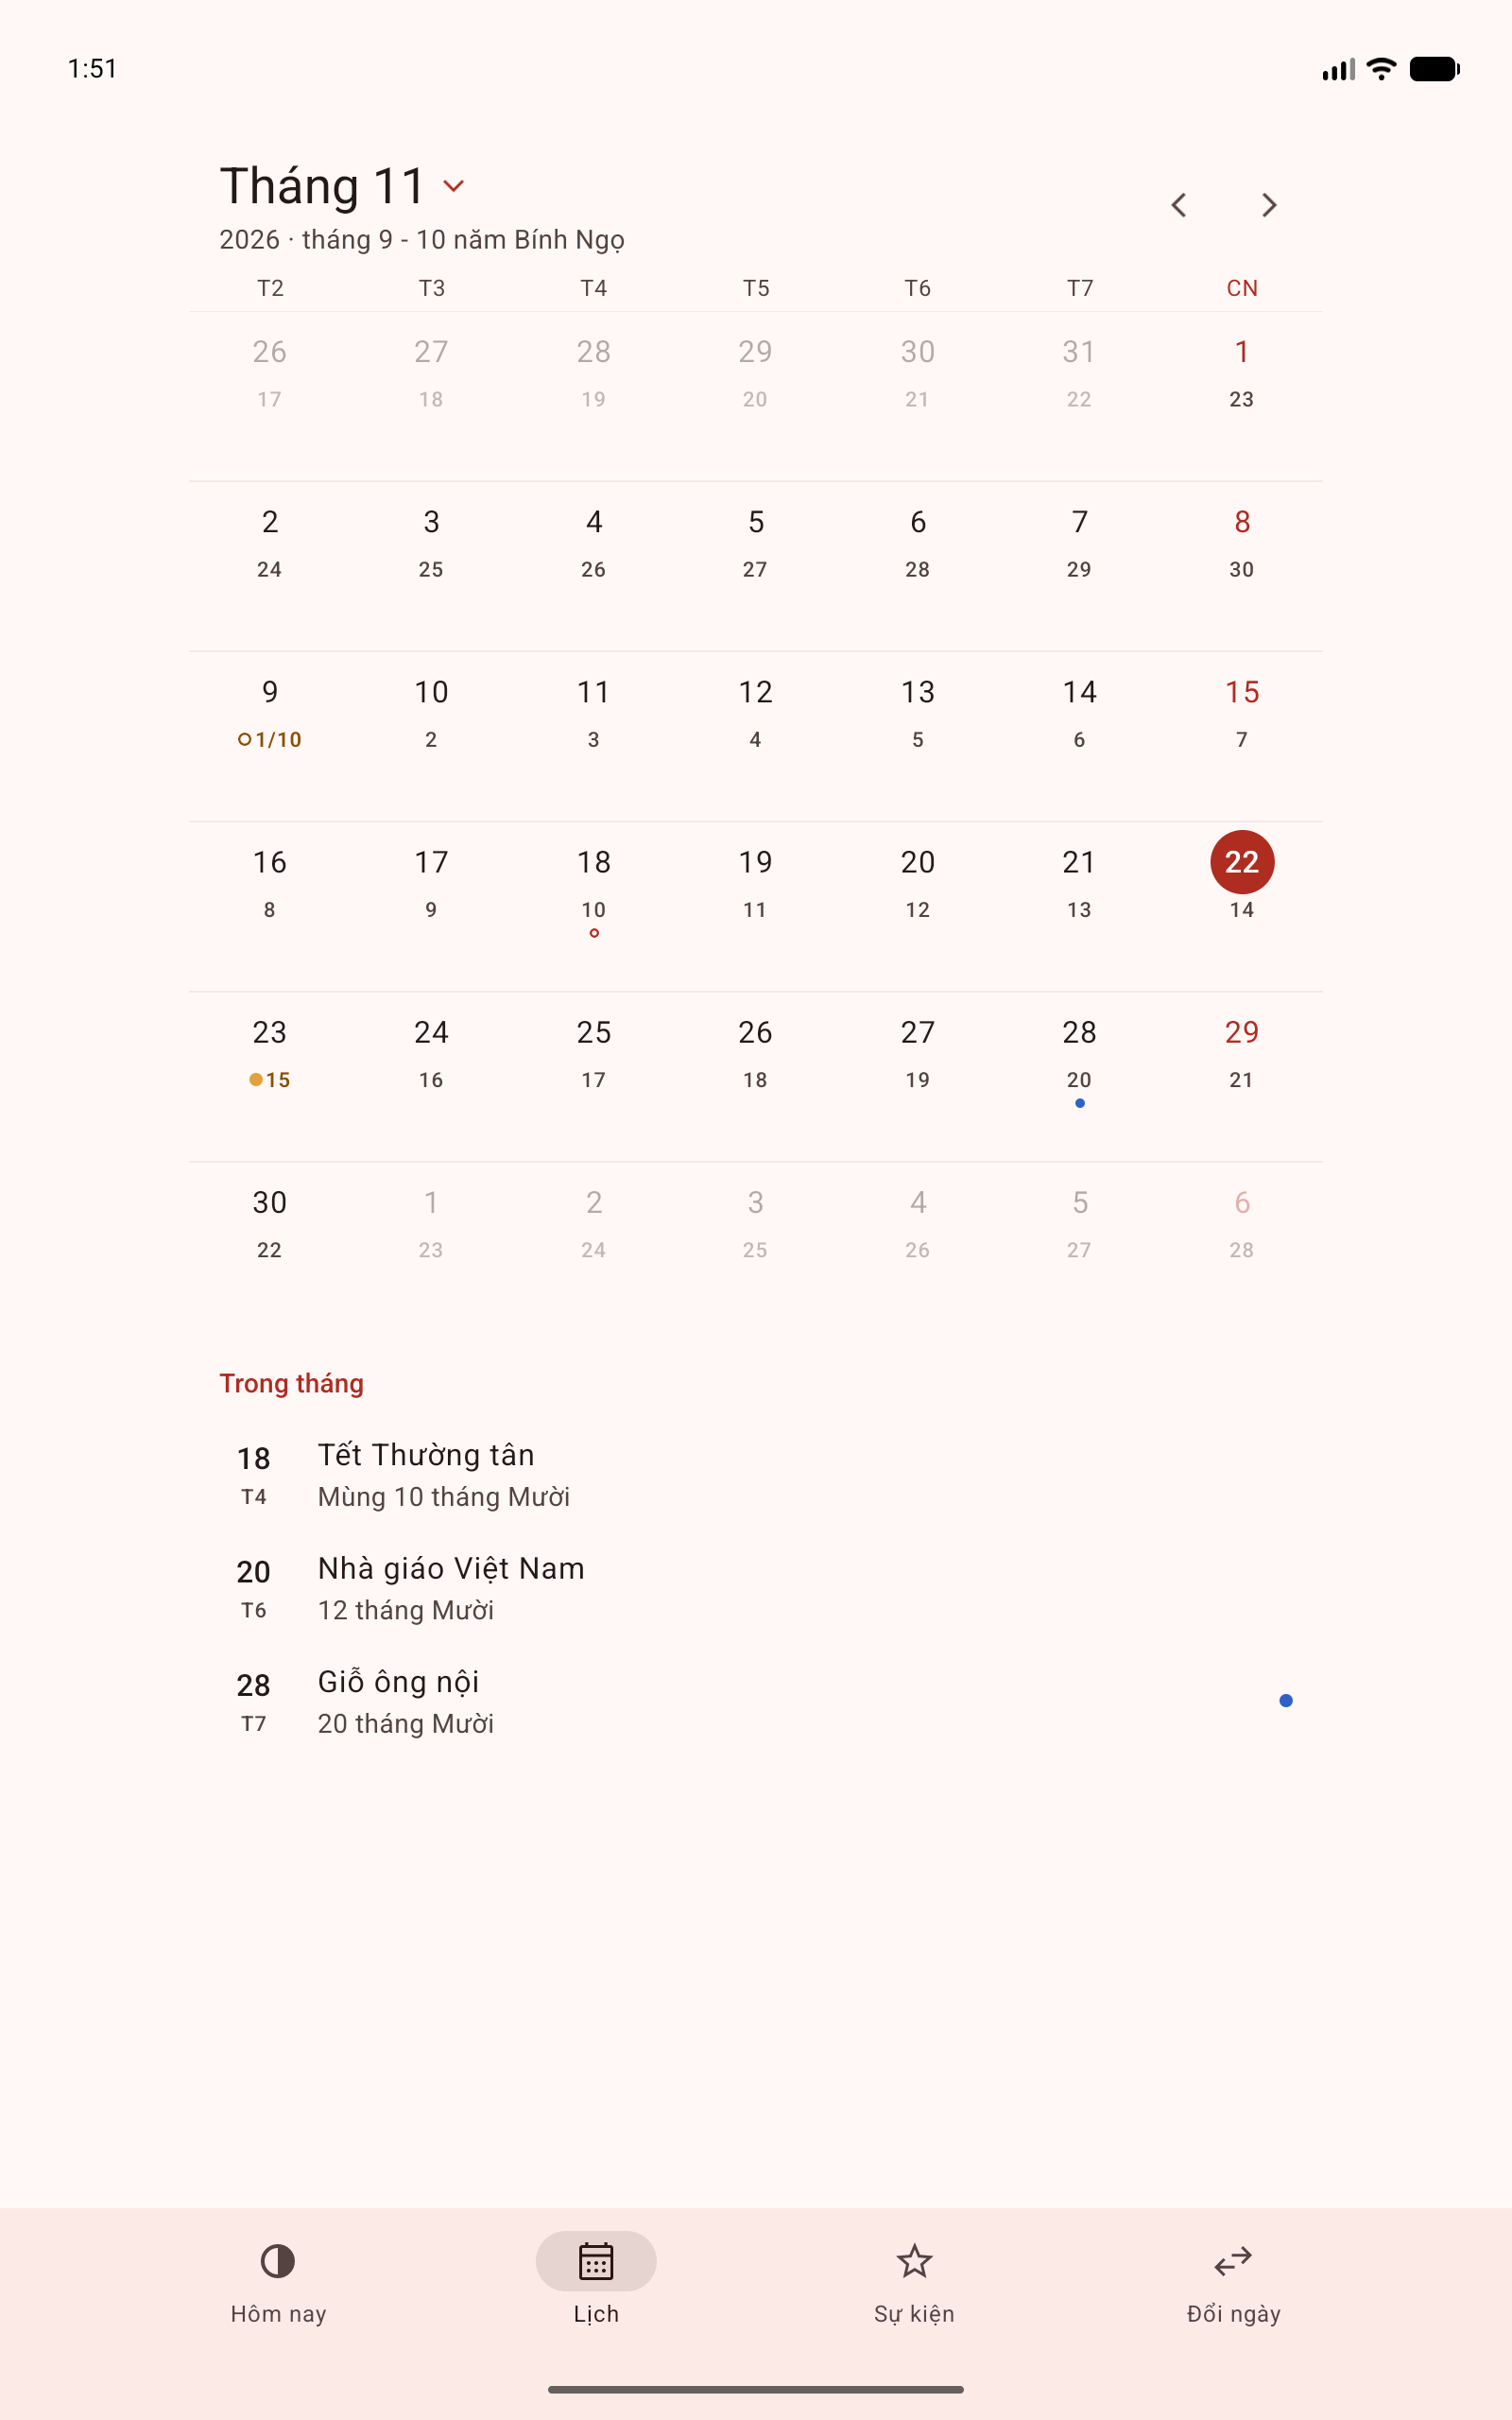 1:51
Tháng 11
2026 · tháng 9 - 10 năm Bính Ngọ
T2 T3 T4 T5 T6 T7 CN
26 27 28 29 30 31 1
17 18 19 20 21 22 23
2 3 4 5 6 7 8
24 25 26 27 28 29 30
9 10 11 12 13 14 15
1/10 2 3 4 5 6 7
16 17 18 19 20 21 22
8 9 10 11 12 13 14
23 24 25 26 27 28 29
15 16 17 18 19 20 21
30 1 2 3 4 5 6
22 23 24 25 26 27 28
Trong tháng
18 Tết Thường tân
T4 Mùng 10 tháng Mười
20 Nhà giáo Việt Nam
T6 12 tháng Mười
28 Giỗ ông nội
T7 20 tháng Mười
Hôm nay Lịch Sự kiện Đổi ngày